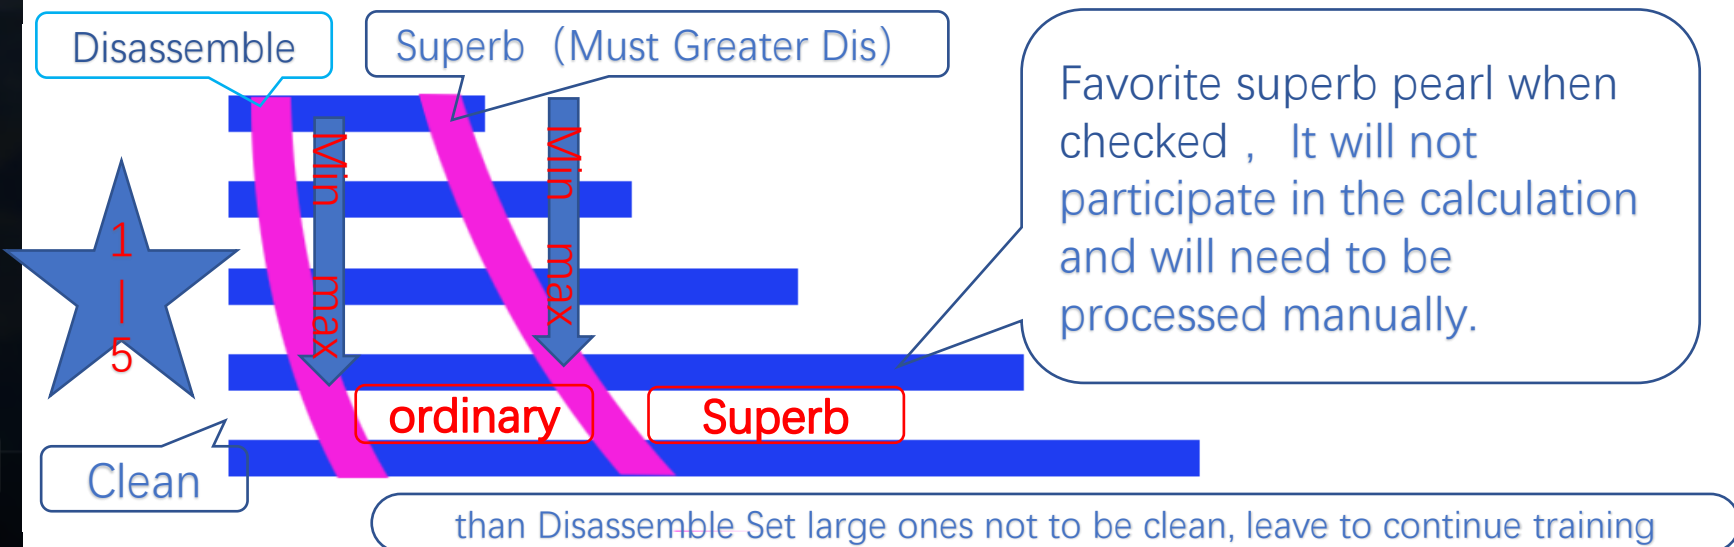 Disassemble
Superb（Must Greater Dis）
Favorite superb pearl when
checked， It will not
participate in the calculation
and will need to be
processed manually.
Min max
Min max
1
|
5
ordinary
Superb
Clean
than Disassemble Set large ones not to be clean, leave to continue training